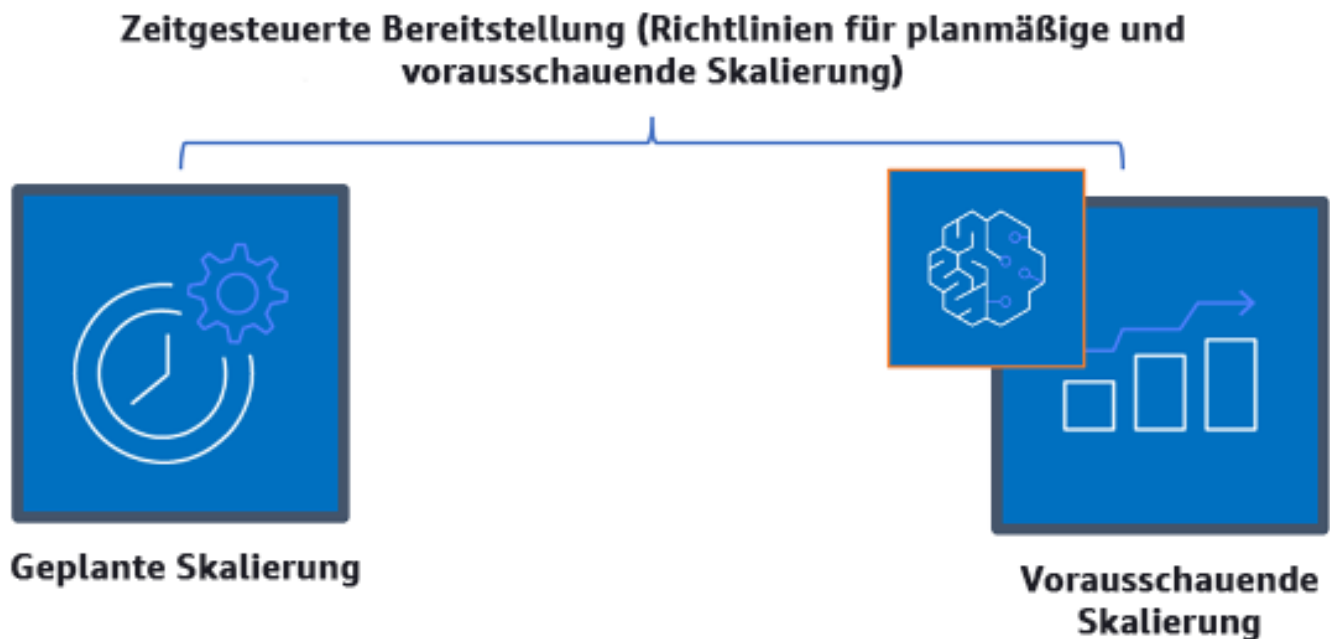 Zeitgesteuerte Bereitstellung (Richtlinien für planmäßige und
vorausschauende Skalierung)
Geplante Skalierung
Vorausschauende
Skalierung